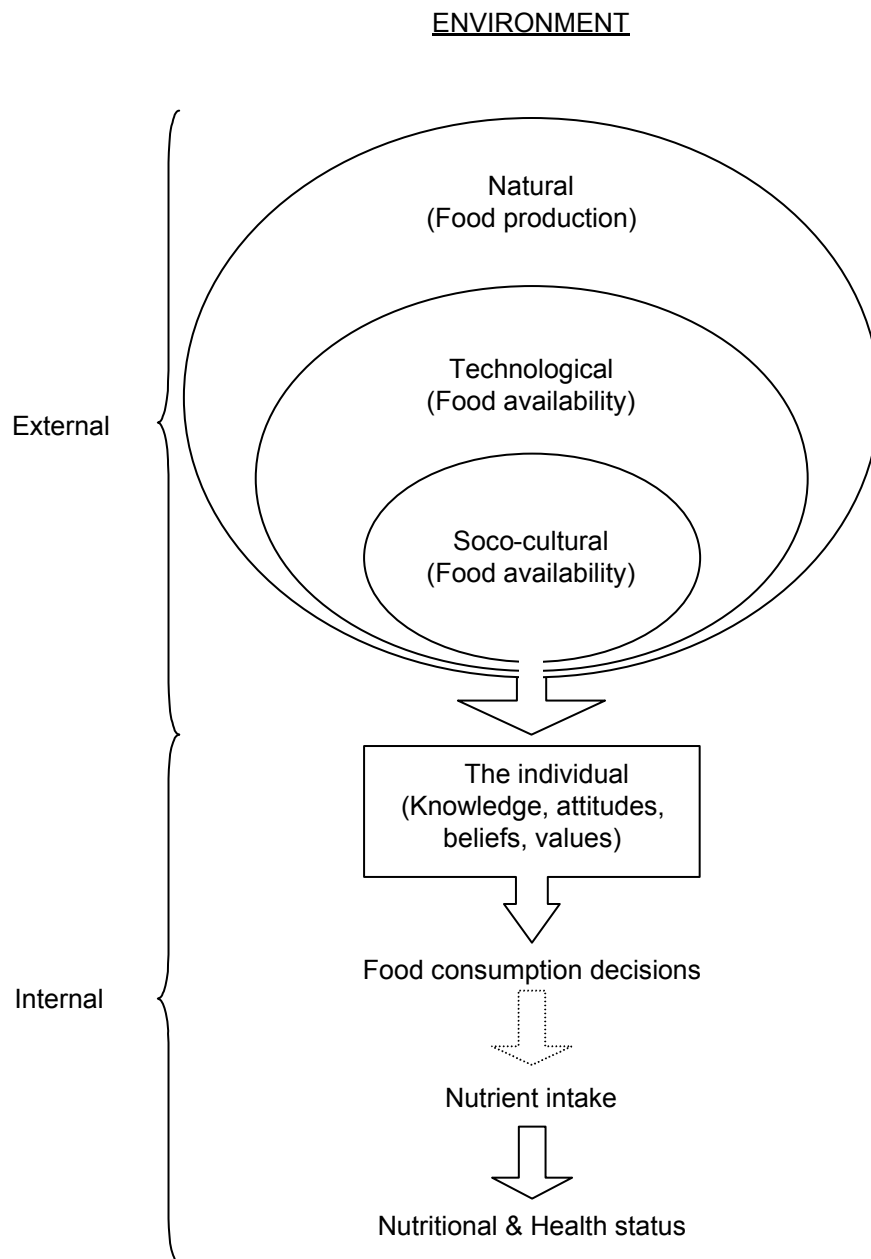 ENVIRONMENT
Natural
(Food production)
Technological
(Food availability)
External
Soco-cultural
(Food availability)
The individual
(Knowledge, attitudes,
beliefs, values)
Food consumption decisions
Internal
Nutrient intake
Nutritional & Health status